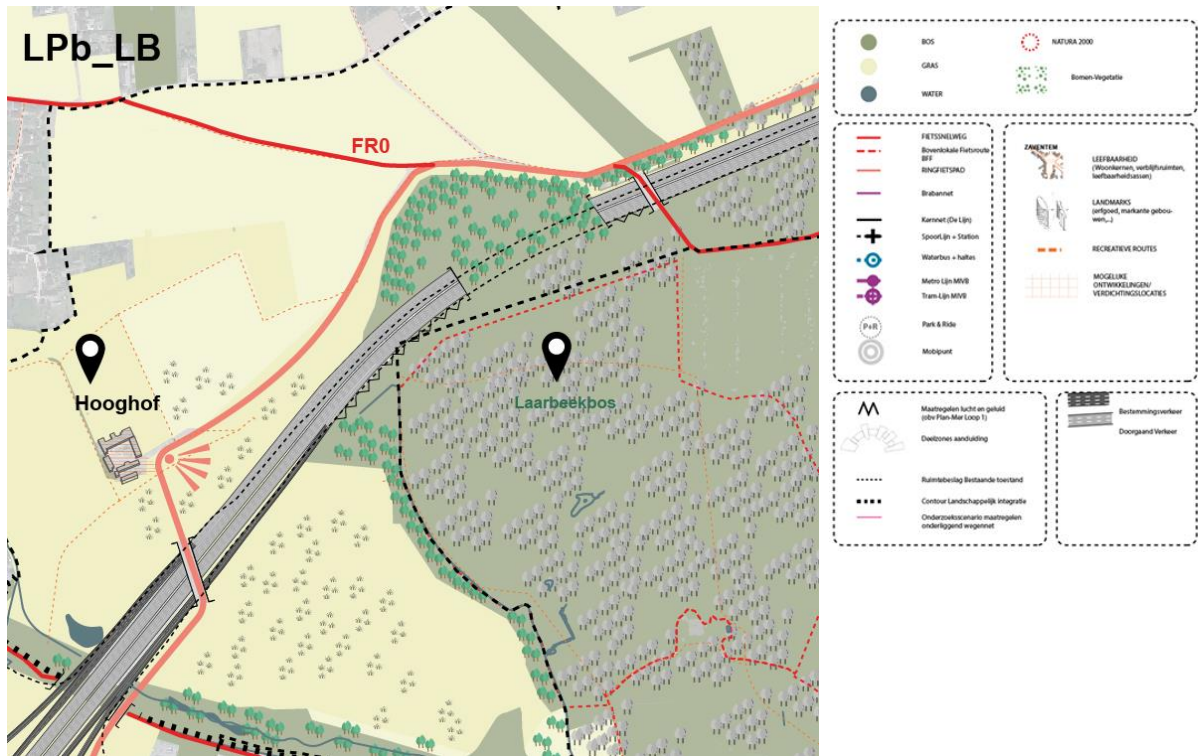 LPb_LB
FR0
Hooghof
Laarbeekbos
BOS
GRAS
WATER
NATURA 2000
Bomen-Vegetatie
FIETSSNELWEG
Bovenlokale Fietsroute
BFF
RINGFIETSPAD
Brabannet
Kernnet (De Lijn)
SpoorLijn + Station
Waterbus + haltas
Metro Lijn MIVB
Tram-Lijn MIVB
P+R
Park & Ride
Mobipunt
ZAVENTEM
LEEFBAARHEID
(Woonkernen, verblijfsruimten,
leefbaarheidsassen)
LANDMARKS
(erfgoed, markante gebou-
wen,..)
RECREATIEVE ROUTES
MOGELIJKE
ONTWIKKELINGEN/
VERDICHTINGSLOCATIES
Maatregelen lucht en geluid
(obv Plan-Mer Loop 1)
Deelzones aanduiding
Ruimtebeslag Bestaande toestand
Contour Landschappelijk integratie
Onderzoekscenario maatregelen
onderliggend wegennet
Bestemmingsverkeer
Doorgaand Verkeer